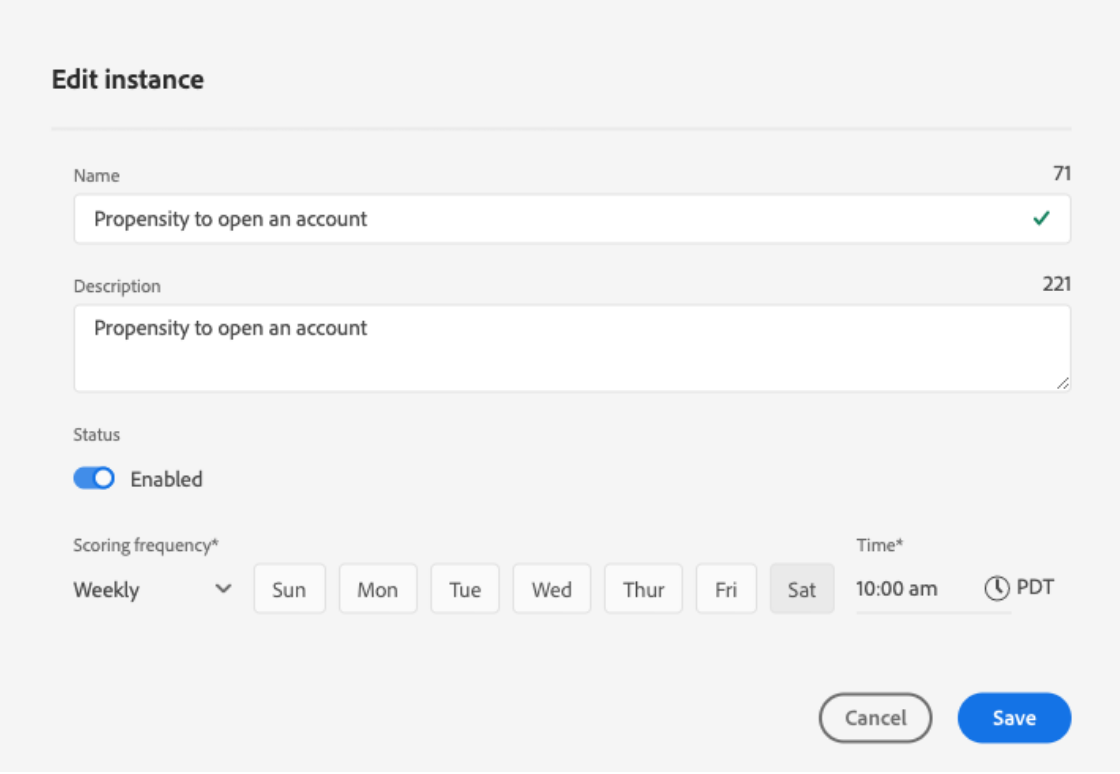 Edit instance
Name 71
Propensity to open an account
Description 221
Propensity to open an account
Status
Enabled
Scoring frequency* Time*
Weekly Sun Mon Tue Wed Thur Fri Sat 10:00 am PDT
Cancel Save